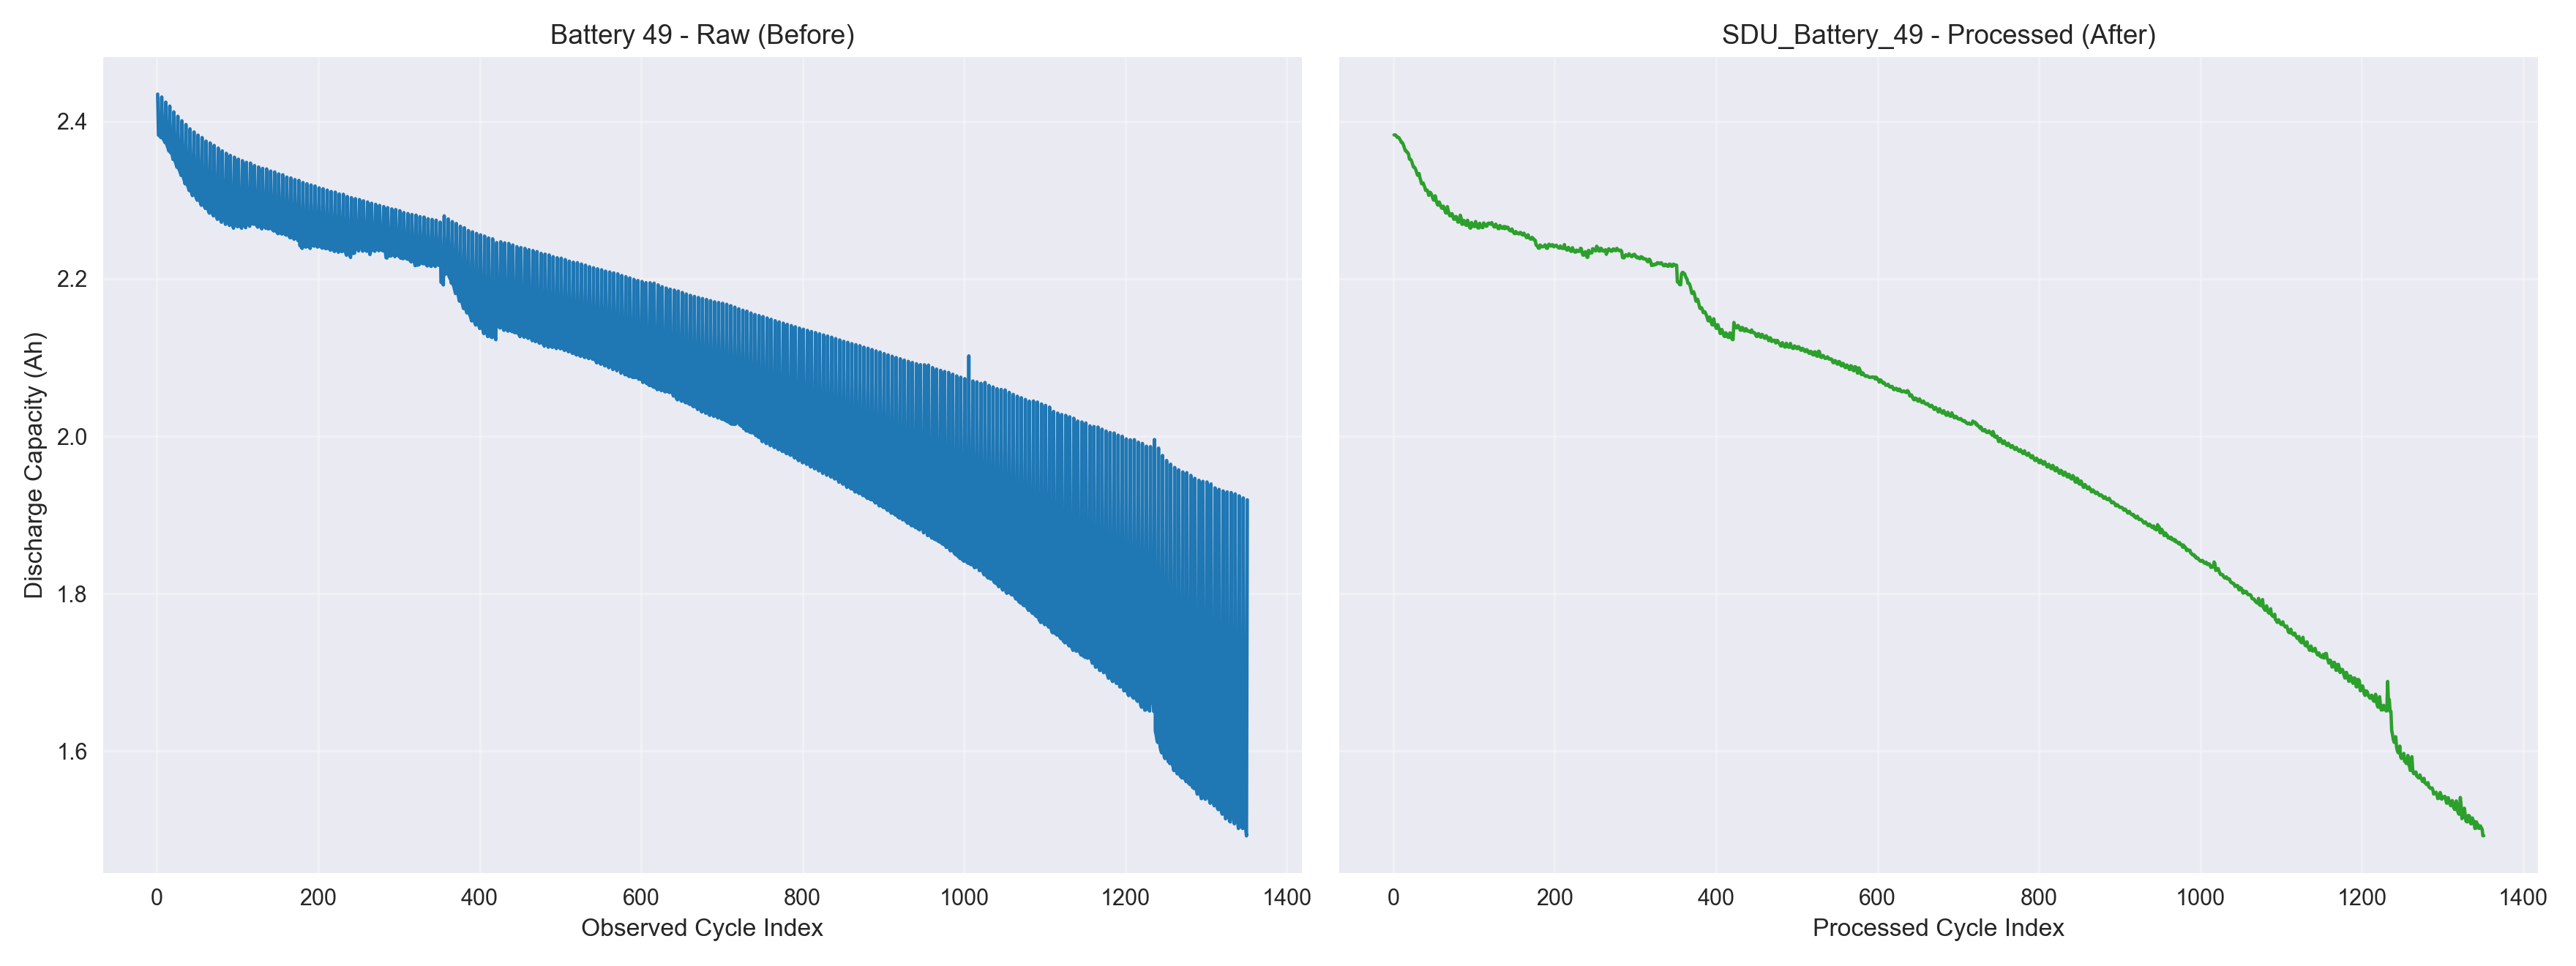 Battery 49 - Raw (Before)
SDU_Battery_49 - Processed (After)
Discharge Capacity (Ah)
2.4
2.2
2.0
1.8
1.6
0 200 400 600 800 1000 1200 1400
0 200 400 600 800 1000 1200 1400
Observed Cycle Index
Processed Cycle Index